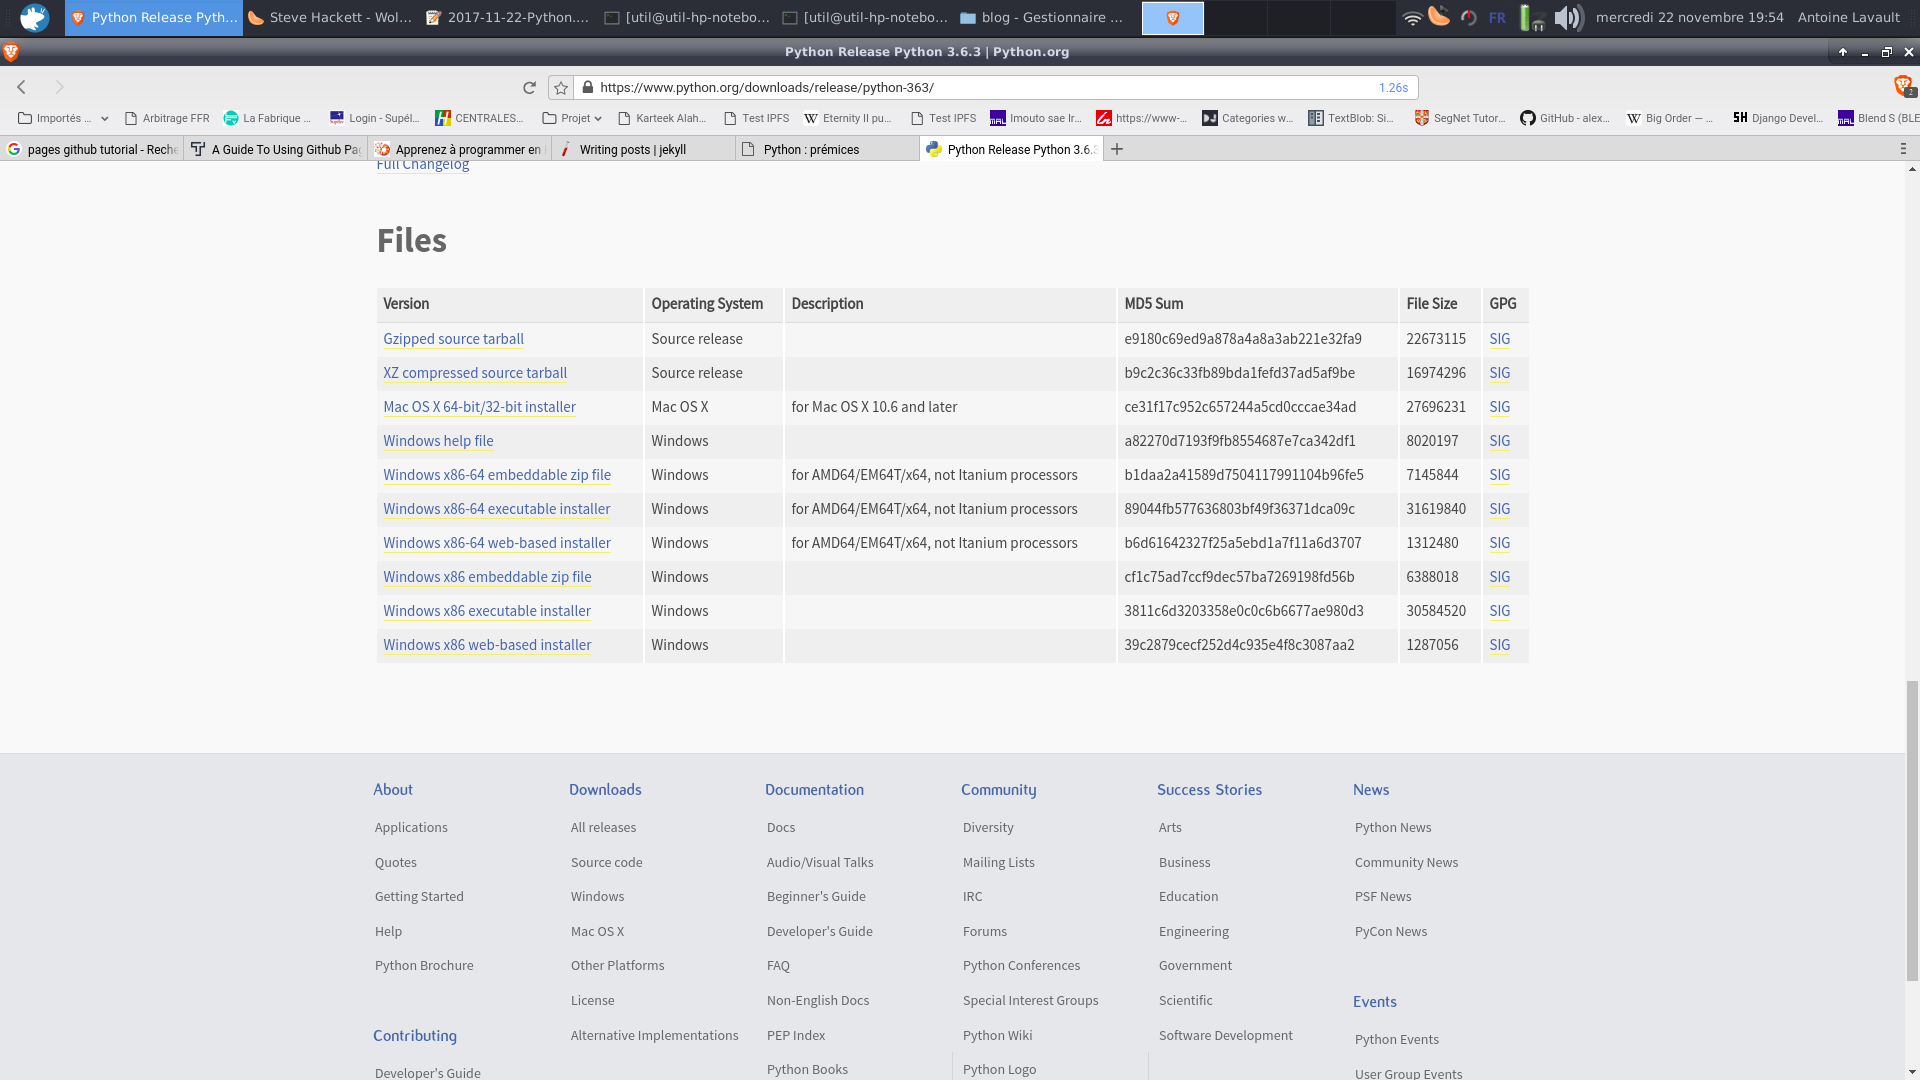 Python Release Pyth... Steve Hackett - Wol... 2017-11-22-Python.... [util@util-hp-notebo... [util@util-hp-notebo... blog - Gestionnaire ... FR mercredi 22 novembre 19:54 Antoine Lavault
Python Release Python 3.6.3 | Python.org
https://www.python.org/downloads/release/python-363/ 1.26s 2
Importés ... Arbitrage FFR La Fabrique ... Login - Supél... CENTRALES... Projet Karteek Alah... Test IPFS Eternity II pu... Test IPFS Imouto sae Ir... https://www-... Categories w... TextBlob: Si... SegNet Tutor... GitHub - alex... Big Order — ... Django Devel... Blend S (BLE
pages github tutorial - Reche A Guide To Using Github Pag Apprenez à programmer en Writing posts | jekyll Python : prémices Python Release Python 3.6.3
Full Changelog
Files
Version Operating System Description MD5 Sum File Size GPG
Gzipped source tarball Source release e9180c69ed9a878a4a8a3ab221e32fa9 22673115 SIG
XZ compressed source tarball Source release b9c2c36c33fb89bda1fefd37ad5af9be 16974296 SIG
Mac OS X 64-bit/32-bit installer Mac OS X for Mac OS X 10.6 and later ce31f17c952c657244a5cd0cccae34ad 27696231 SIG
Windows help file Windows a82270d7193f9fb8554687e7ca342df1 8020197 SIG
Windows x86-64 embeddable zip file Windows for AMD64/EM64T/x64, not Itanium processors b1daa2a41589d7504117991104b96fe5 7145844 SIG
Windows x86-64 executable installer Windows for AMD64/EM64T/x64, not Itanium processors 89044fb577636803bf49f36371dca09c 31619840 SIG
Windows x86-64 web-based installer Windows for AMD64/EM64T/x64, not Itanium processors b6d61642327f25a5ebd1a7f11a6d3707 1312480 SIG
Windows x86 embeddable zip file Windows cf1c75ad7ccf9dec57ba7269198fd56b 6388018 SIG
Windows x86 executable installer Windows 3811c6d3203358e0c0c6b6677ae980d3 30584520 SIG
Windows x86 web-based installer Windows 39c2879cecf252d4c935e4f8c3087aa2 1287056 SIG
About Downloads Documentation Community Success Stories News
Applications All releases Docs Diversity Arts Python News
Quotes Source code Audio/Visual Talks Mailing Lists Business Community News
Getting Started Windows Beginner's Guide IRC Education PSF News
Help Mac OS X Developer's Guide Forums Engineering PyCon News
Python Brochure Other Platforms FAQ Python Conferences Government
License Non-English Docs Special Interest Groups Scientific Events
Contributing Alternative Implementations PEP Index Python Wiki Software Development Python Events
Developer's Guide Python Books Python Logo User Group Events